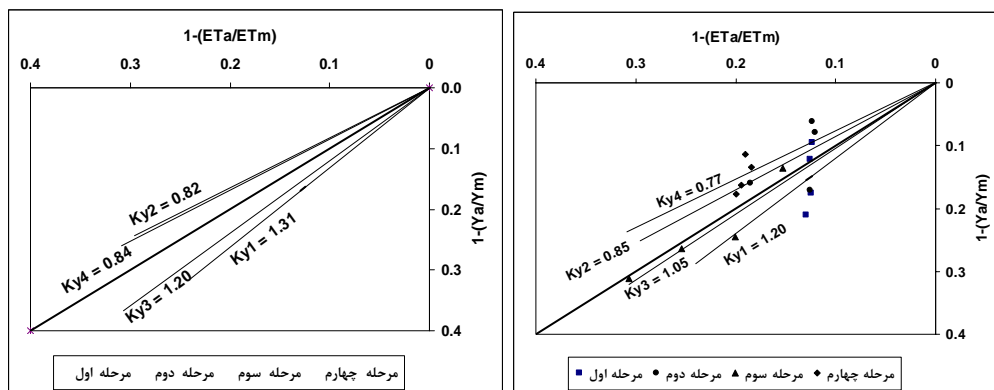 1-(ETa/ETm)
0.4 0.3 0.2 0.1 0
0.0
0.1
0.2
0.3
0.4
1-(Ya/Ym)
Ky2 = 0.82
Ky4 = 0.84
Ky1 = 1.31
Ky3 = 1.20
مرحله اول مرحله دوم مرحله سوم مرحله چهارم
1-(ETa/ETm)
0.4 0.3 0.2 0.1 0
0
0.1
0.2
0.3
0.4
1-(Ya/Ym)
Ky4 = 0.77
Ky2 = 0.85
Ky1 = 1.20
Ky3 = 1.05
مرحله اول مرحله دوم مرحله سوم مرحله چهارم